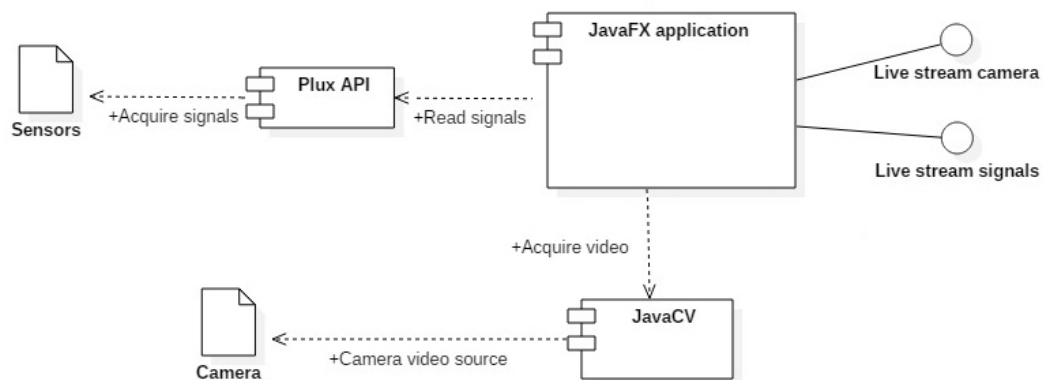 JavaFX application
Live stream camera
Plux API
+Acquire signals
+Read signals
Sensors
Live stream signals
+Acquire video
JavaCV
+Camera video source
Camera